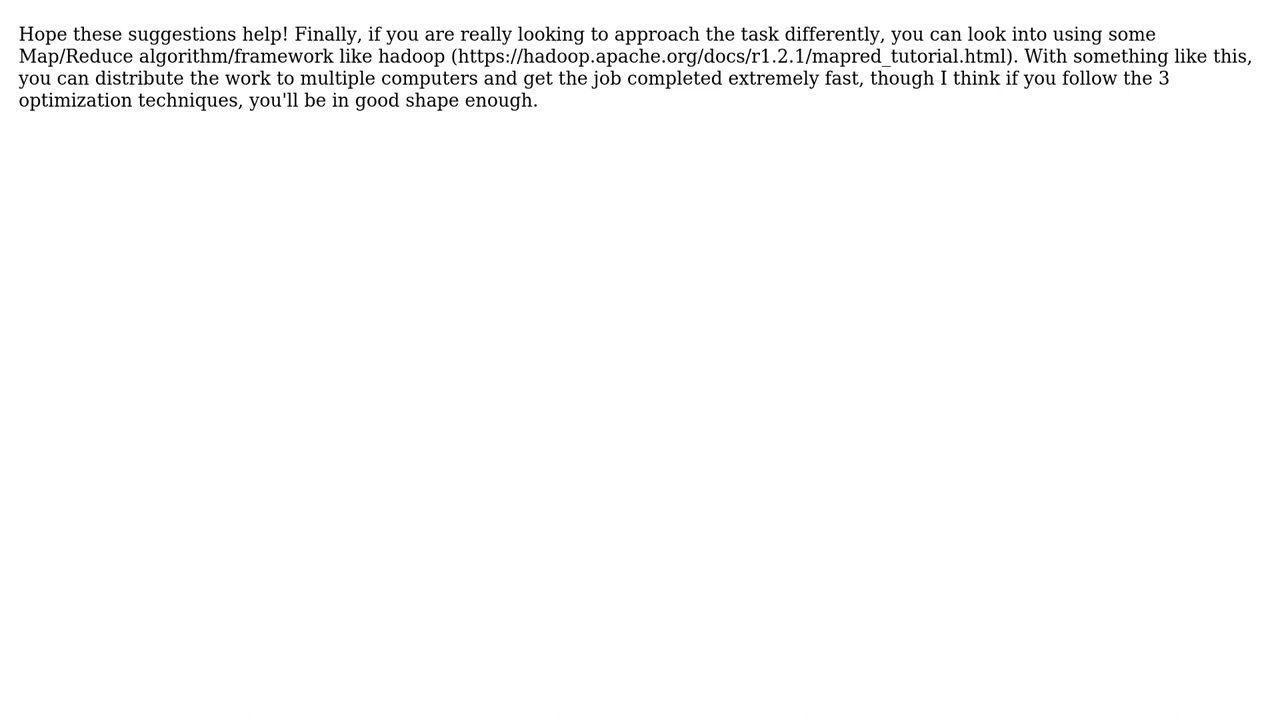 Hope these suggestions help! Finally, if you are really looking to approach the task differently, you can look into using some
Map/Reduce algorithm/framework like hadoop (https://hadoop.apache.org/docs/r1.2.1/mapred_tutorial.html). With something like this,
you can distribute the work to multiple computers and get the job completed extremely fast, though I think if you follow the 3
optimization techniques, you'll be in good shape enough.